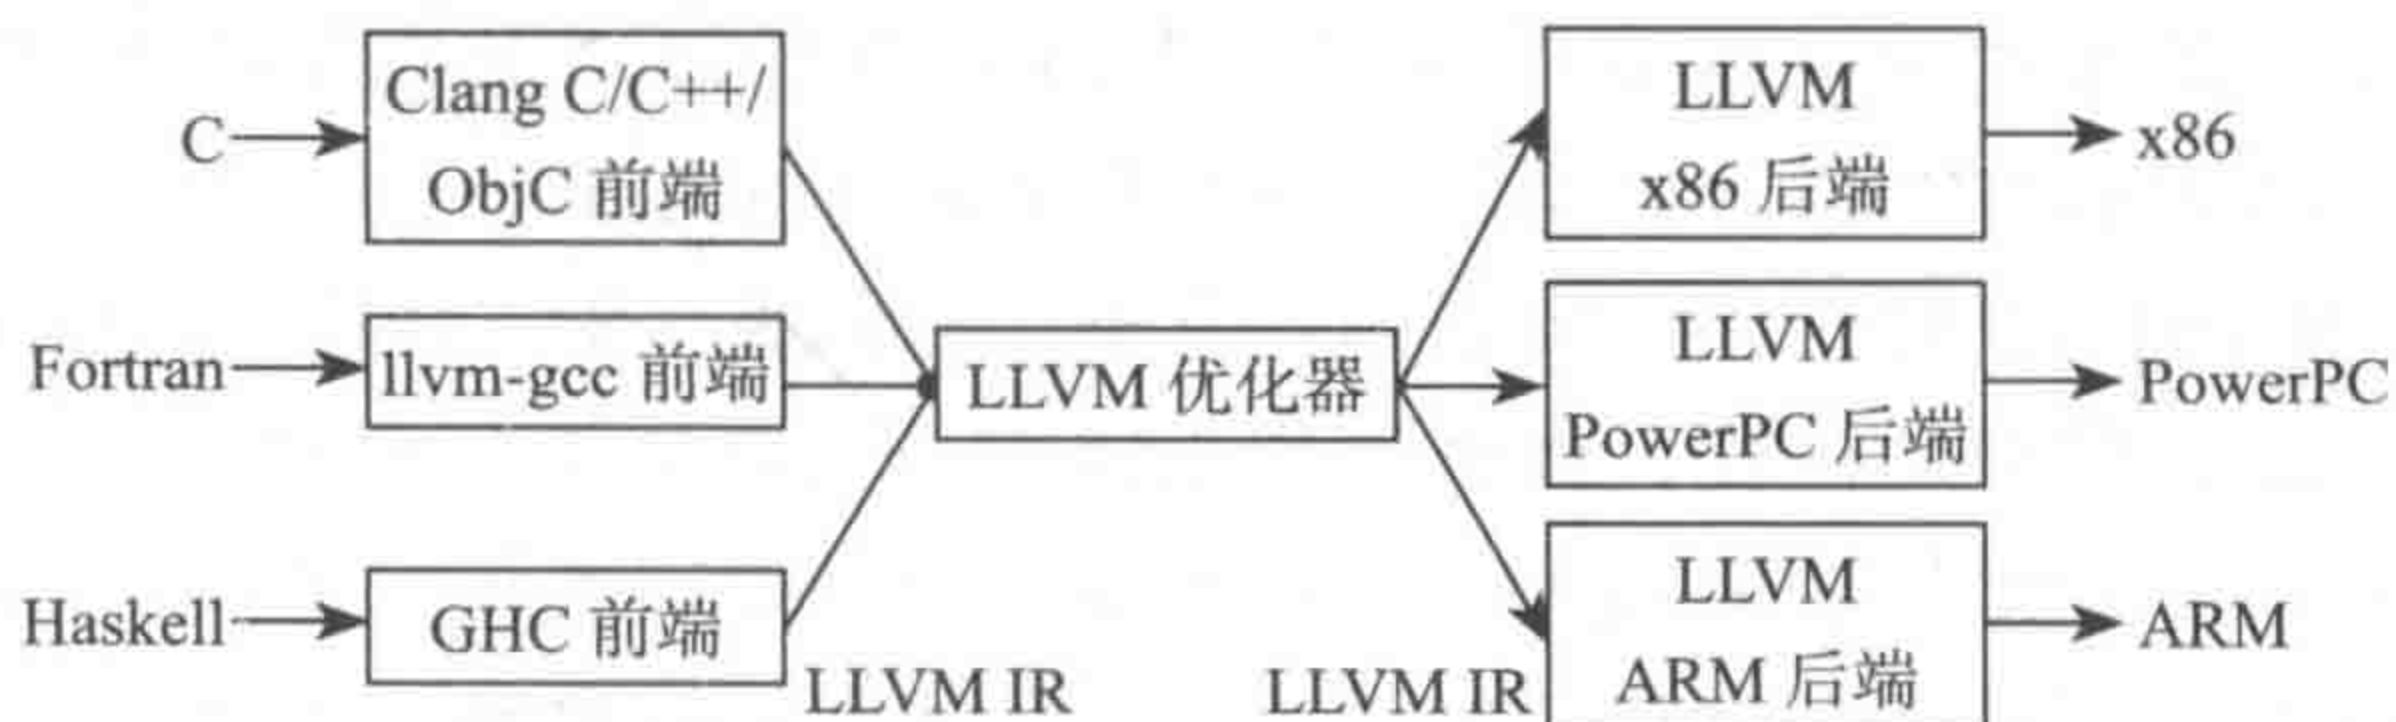 C
Clang C/C++/
ObjC 前端
LLVM
x86 后端
x86
Fortran
llvm-gcc 前端
LLVM 优化器
LLVM
PowerPC 后端
PowerPC
Haskell
GHC 前端
LLVM IR
LLVM IR
LLVM
ARM 后端
ARM